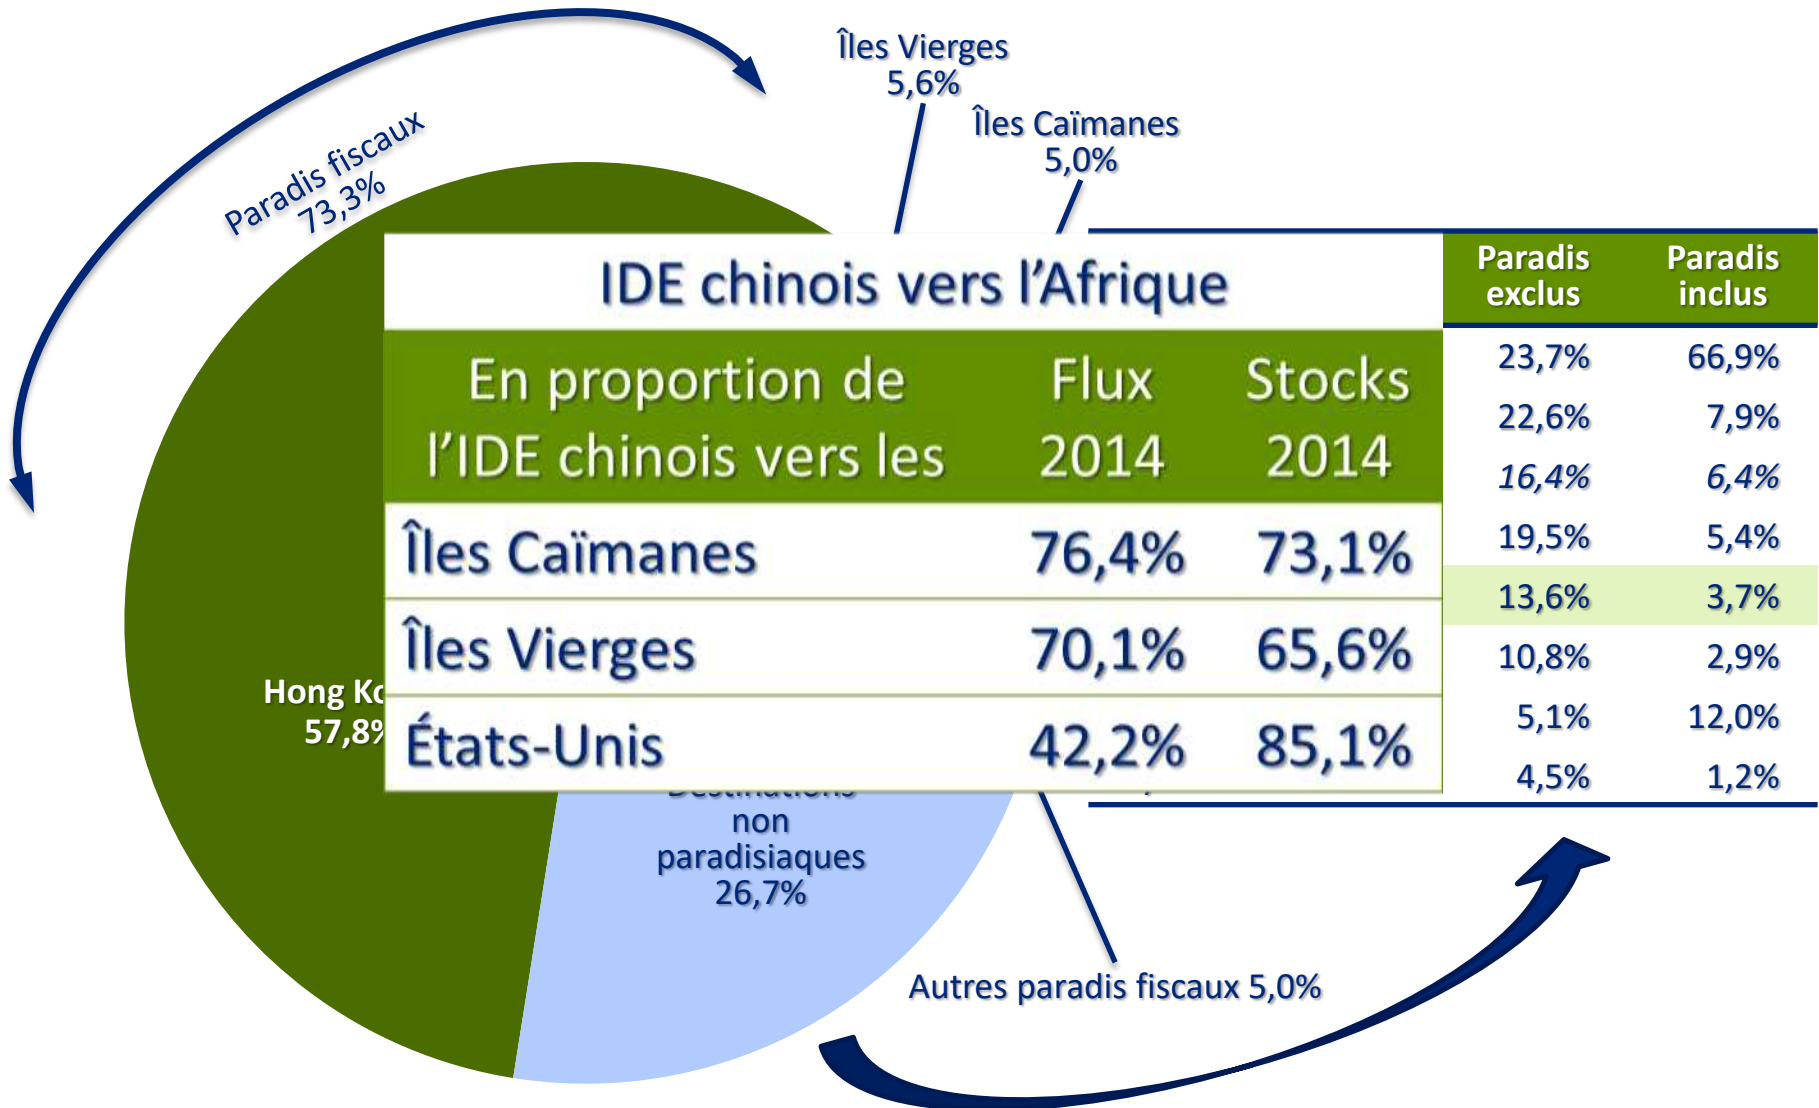 Îles Vierges
5,6%
Îles Caïmanes
5,0%
Paradis fiscaux
73,3%
Hong
57,8%
IDE chinois vers l’Afrique
En proportion de l’IDE chinois vers les Flux 2014 Stocks 2014
Îles Caïmanes 76,4% 73,1%
Îles Vierges 70,1% 65,6%
États-Unis 42,2% 85,1%
Paradis exclus Paradis inclus
23,7% 66,9%
22,6% 7,9%
16,4% 6,4%
19,5% 5,4%
13,6% 3,7%
10,8% 2,9%
5,1% 12,0%
4,5% 1,2%
Destinations
non
paradisiaques
26,7%
Autres paradis fiscaux 5,0%